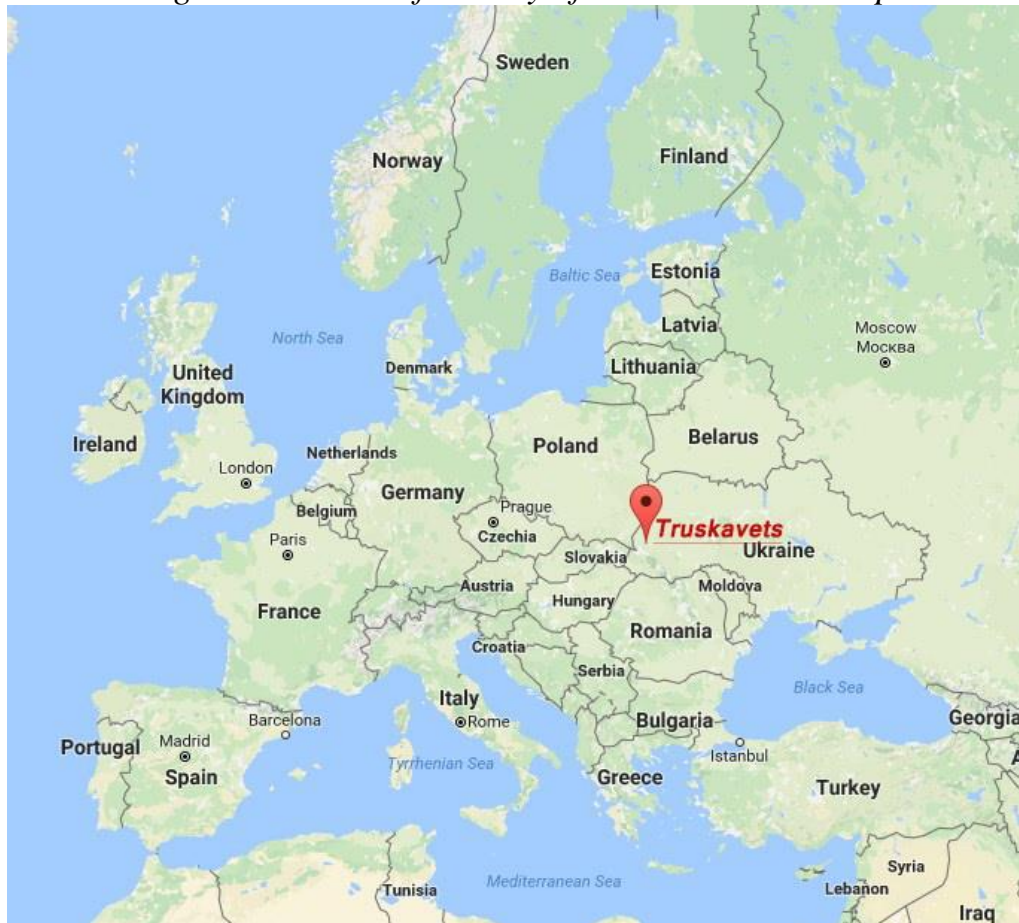 Sweden
Norway
Finland
Baltic Sea
Estonia
North Sea
Latvia
Moscow
Москва
Denmark
Lithuania
United
Kingdom
Ireland
Poland
Belarus
Netherlands
London
Germany
Belgium
Prague
Czechia
Truskavets
Ukraine
Paris
Slovakia
Austria
Moldova
Hungary
France
Romania
Croatia
Serbia
Black Sea
Italy
Rome
Barcelona
Bulgaria
Georgia
Portugal
Madrid
Spain
Istanbul
Tyrrhenian Sea
Greece
Turkey
Syria
Tunisia
Mediterranean Sea
Lebanon
Iraq